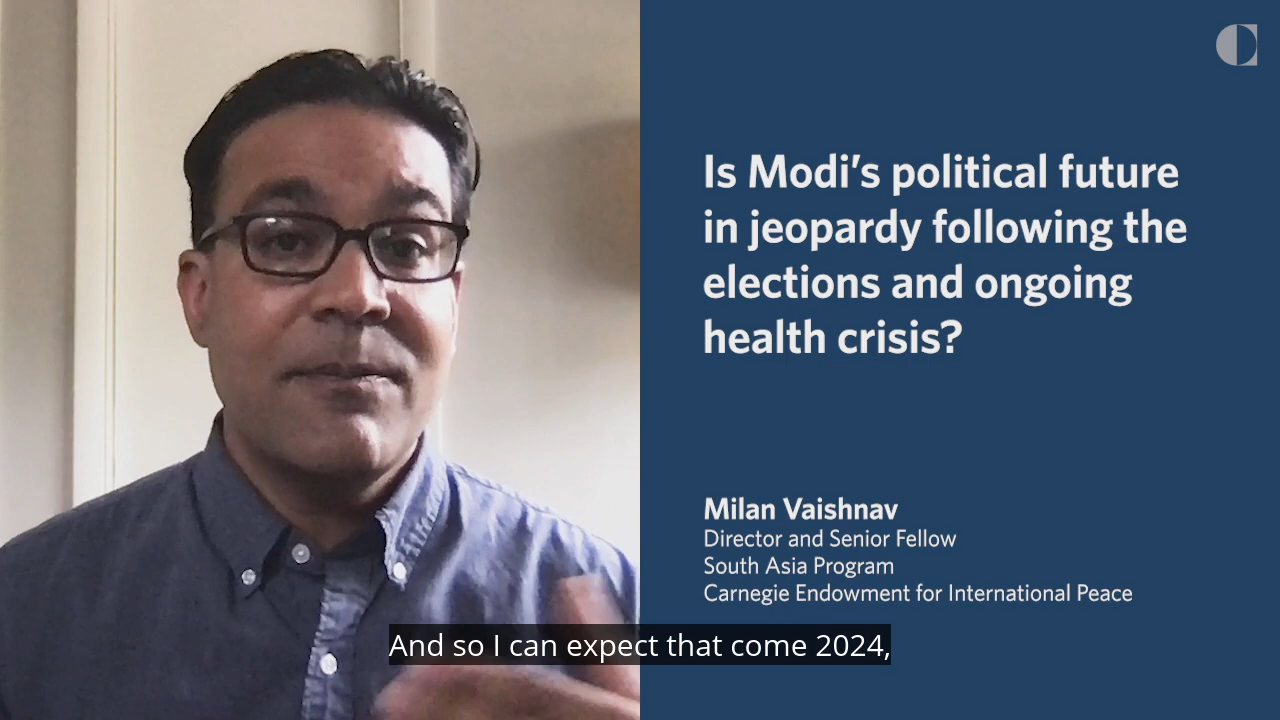 Is Modi’s political future
in jeopardy following the
elections and ongoing
health crisis?
Milan Vaishnav
Director and Senior Fellow
South Asia Program
Carnegie Endowment for International Peace
And so I can expect that come 2024,